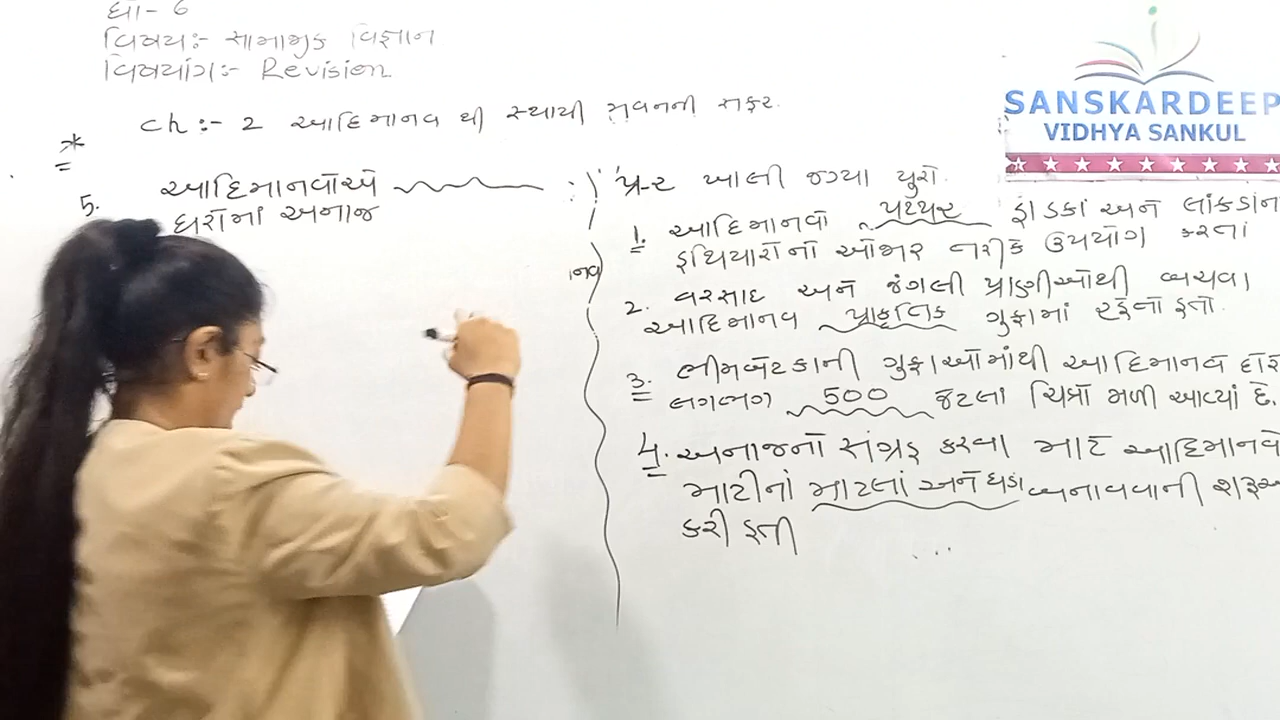 ધો- 6
વિષય:- સામાજીક વિજ્ઞાન
વિષયાંગ:- Revision
ch :- 2 આદિમાનવ થી સ્થાયી જીવનની સફર.
*
5. આદિમાનવોએ
ઘરોમાં અનાજ
SANSKARDEEP
VIDHYA SANKUL
પ્ર-2 ખાલી જગ્યા પુરો.
1. આદિમાનવો પથ્થર હાડકાં અને લાકડાંના
હથિયારોનો ઓજાર તરીકે ઉપયોગ કરતાં
2. વરસાદ અને જંગલી પ્રાણીઓથી બચવા
આદિમાનવ પ્રાકૃતિક ગુફામાં રહેતો હતો.
3. ભીમબેટકાની ગુફાઓમાંથી આદિમાનવ
લગભગ 500 જેટલાં ચિત્રો મળી આવ્યાં છે.
4. અનાજનો સંગ્રહ કરવા માટે આદિમાનવે
માટીનાં માટલાં અને ઘડા બનાવવાની
કરી હતી